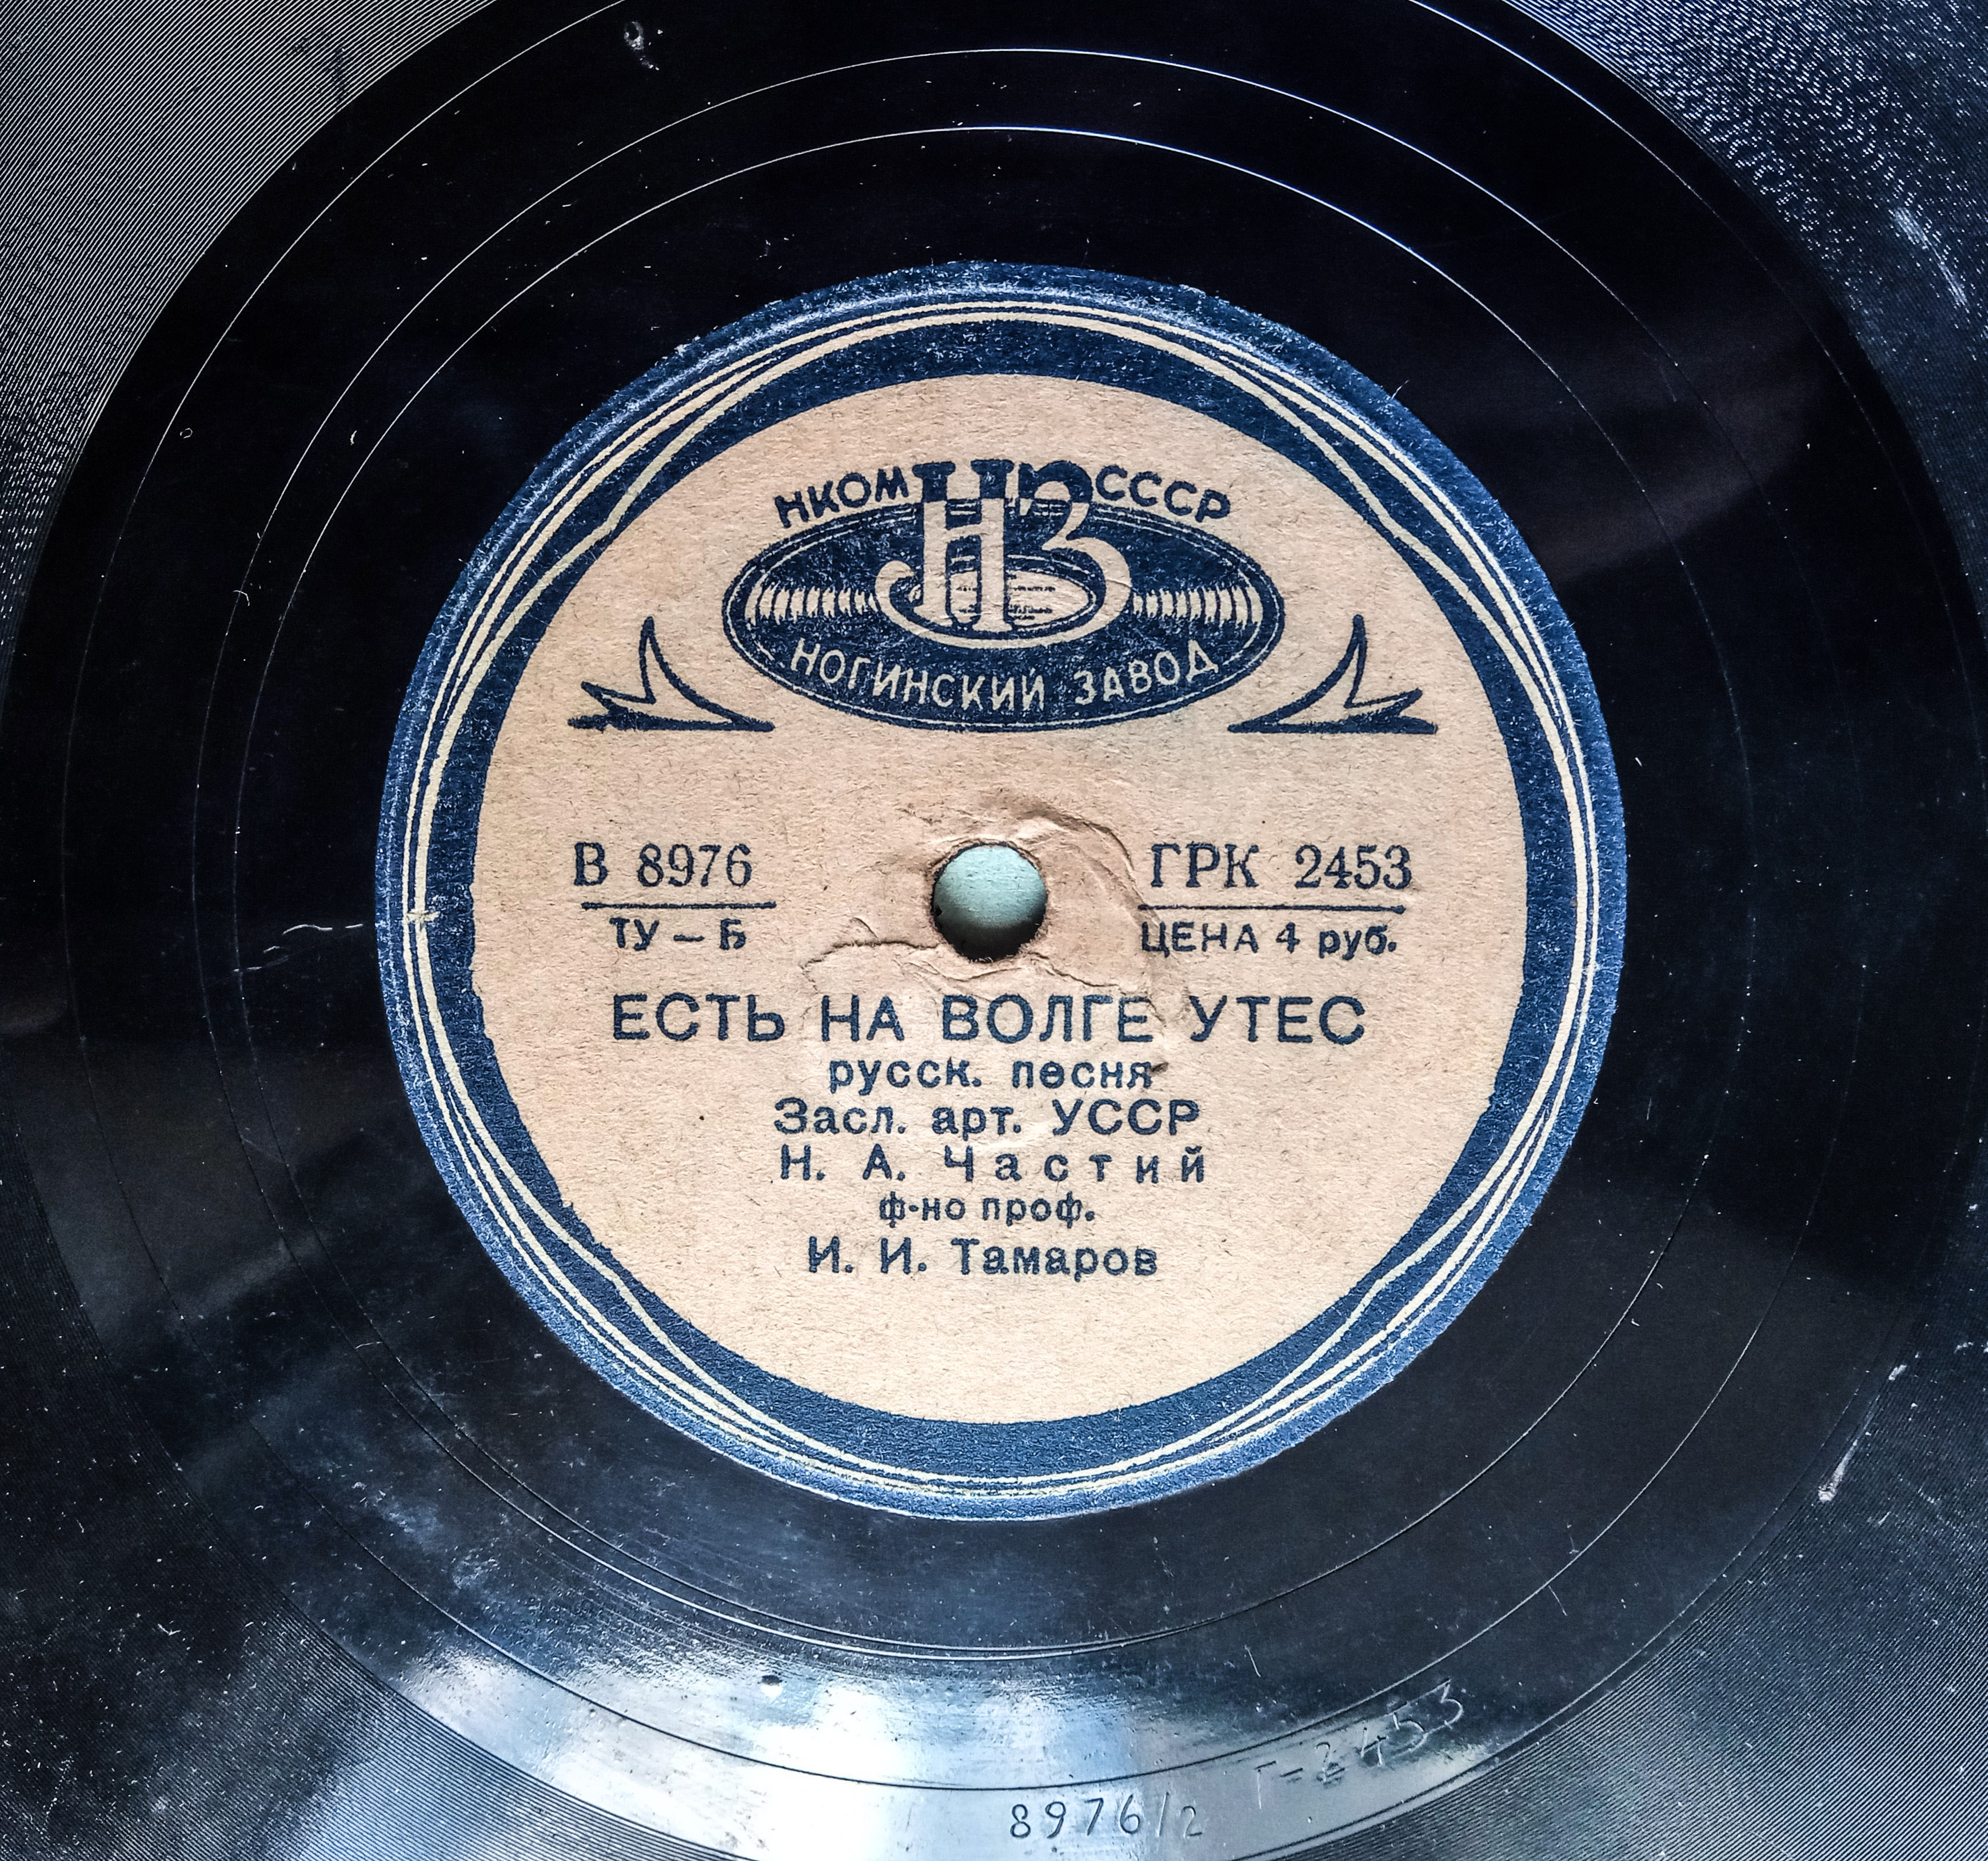 НКОМ НЗ СССР
НОГИНСКИЙ ЗАВОД
В 8976 ГРК 2453
ТУ – Б ЦЕНА 4 руб.
ЕСТЬ НА ВОЛГЕ УТЕС
русск. песня
Засл. арт. УССР
Н. А. Частий
ф-но проф.
И. И. Тамаров
Г-2453
8976/2